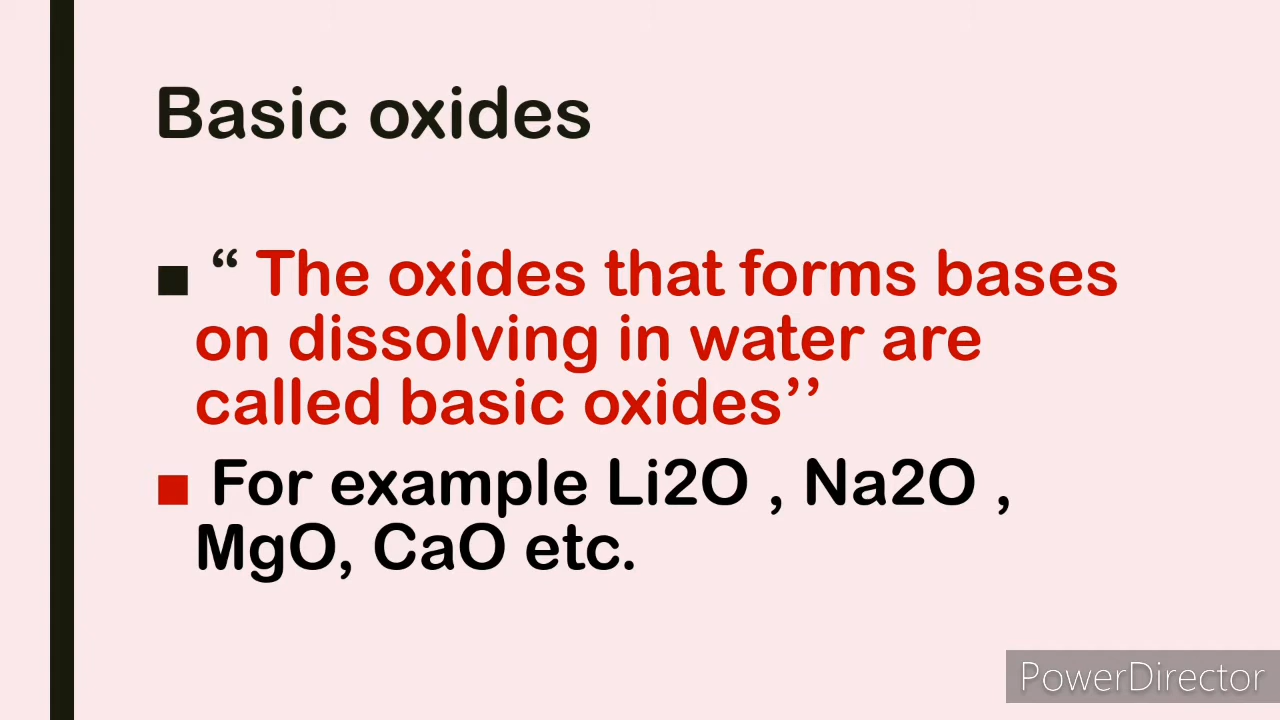 Basic oxides
■ “ The oxides that forms bases
on dissolving in water are
called basic oxides’’
■ For example Li2O , Na2O ,
MgO, CaO etc.
PowerDirector